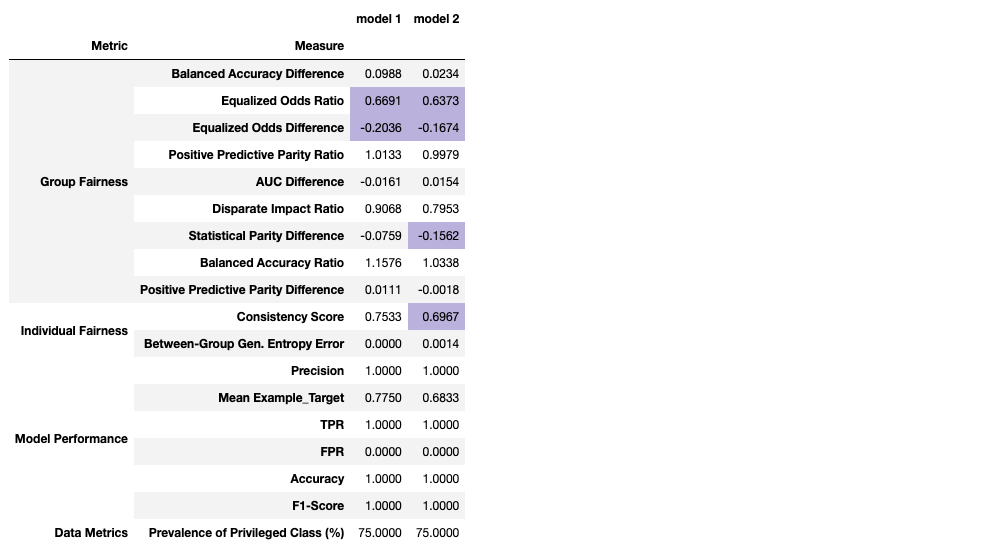 model 1 model 2
Metric Measure
Group Fairness
Balanced Accuracy Difference 0.0988 0.0234
Equalized Odds Ratio 0.6691 0.6373
Equalized Odds Difference -0.2036 -0.1674
Positive Predictive Parity Ratio 1.0133 0.9979
AUC Difference -0.0161 0.0154
Disparate Impact Ratio 0.9068 0.7953
Statistical Parity Difference -0.0759 -0.1562
Balanced Accuracy Ratio 1.1576 1.0338
Positive Predictive Parity Difference 0.0111 -0.0018
Individual Fairness
Consistency Score 0.7533 0.6967
Between-Group Gen. Entropy Error 0.0000 0.0014
Model Performance
Precision 1.0000 1.0000
Mean Example_Target 0.7750 0.6833
TPR 1.0000 1.0000
FPR 0.0000 0.0000
Accuracy 1.0000 1.0000
F1-Score 1.0000 1.0000
Data Metrics Prevalence of Privileged Class (%) 75.0000 75.0000